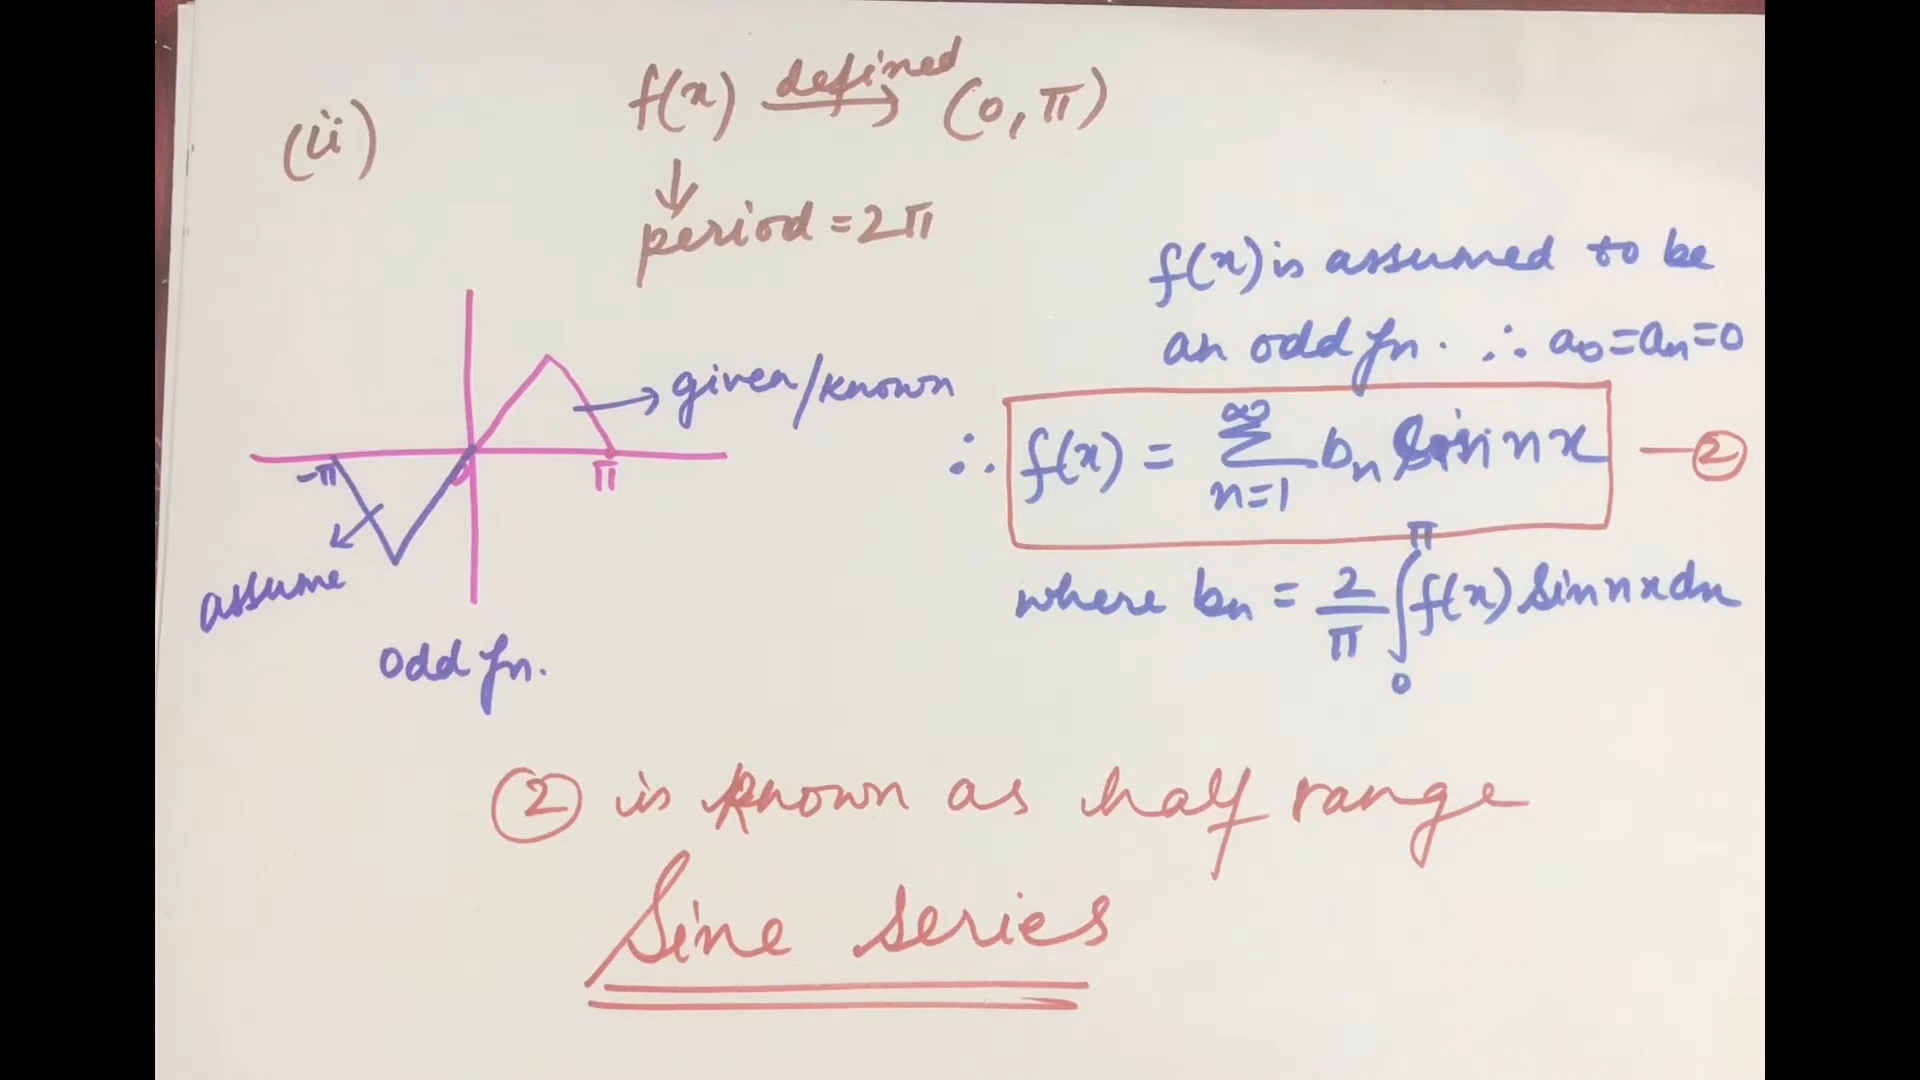 (ii)
f(x) defined → (0, π)
↓
period = 2π
f(x) is assumed to be
an odd fn. ∴ a₀ = aₙ = 0
given/known
∴ f(x) = ∞ Σ n=1 bₙ sin nx — ②
-π π
where bₙ = 2/π ∫₀^π f(x) sin nx dx
assume
odd fn.
② is known as half range
Sine series